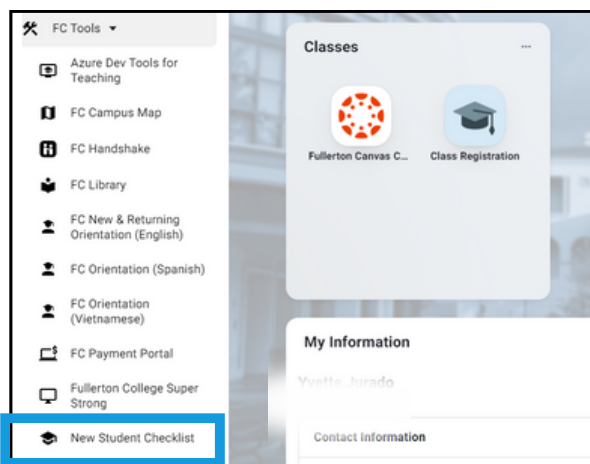 FC Tools
Azure Dev Tools for
Teaching
FC Campus Map
FC Handshake
FC Library
FC New & Returning
Orientation (English)
FC Orientation (Spanish)
FC Orientation
(Vietnamese)
FC Payment Portal
Fullerton College Super
Strong
New Student Checklist
Classes
...
Fullerton Canvas C...
Class Registration
My Information
Yvette Jurado
Contact Information